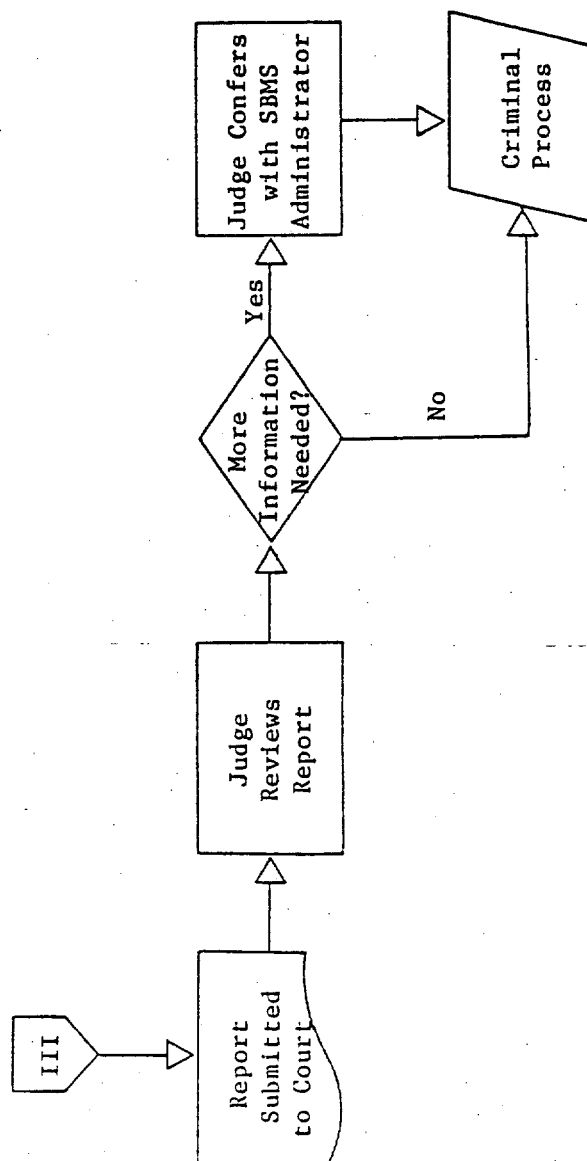 III
Report
Submitted
to Court
Judge
Reviews
Report
More
Information
Needed?
Yes
No
Judge Confers
with SBMS
Administrator
Criminal
Process